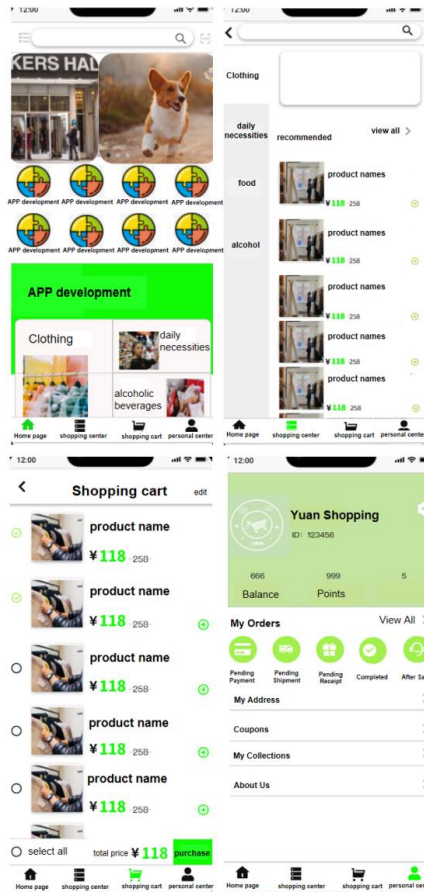 12:00
KERS HAL
APP development APP development APP development APP development
APP development APP development APP development APP development
APP development
Clothing
daily
necessities
alcoholic
beverages
Home page shopping center shopping cart personal center
12:00
Clothing
daily
necessities
food
alcohol
recommended view all >
product names
¥118 258
product names
¥118 258
product names
¥118 258
product names
¥118 258
product names
¥118 258
Home page shopping center shopping cart personal center
12:00
Shopping cart edit
product name
¥118 258
product name
¥118 258
product name
¥118 258
product name
¥118 258
product name
¥118 258
select all total price ¥118 purchase
Home page shopping center shopping cart personal center
12:00
Yuan Shopping
ID: 123456
666 999 5
Balance Points
My Orders View All
Pending
Payment
Pending
Shipment
Pending
Receipt
Completed
After Sa
My Address
Coupons
My Collections
About Us
Home page shopping center shopping cart personal cen